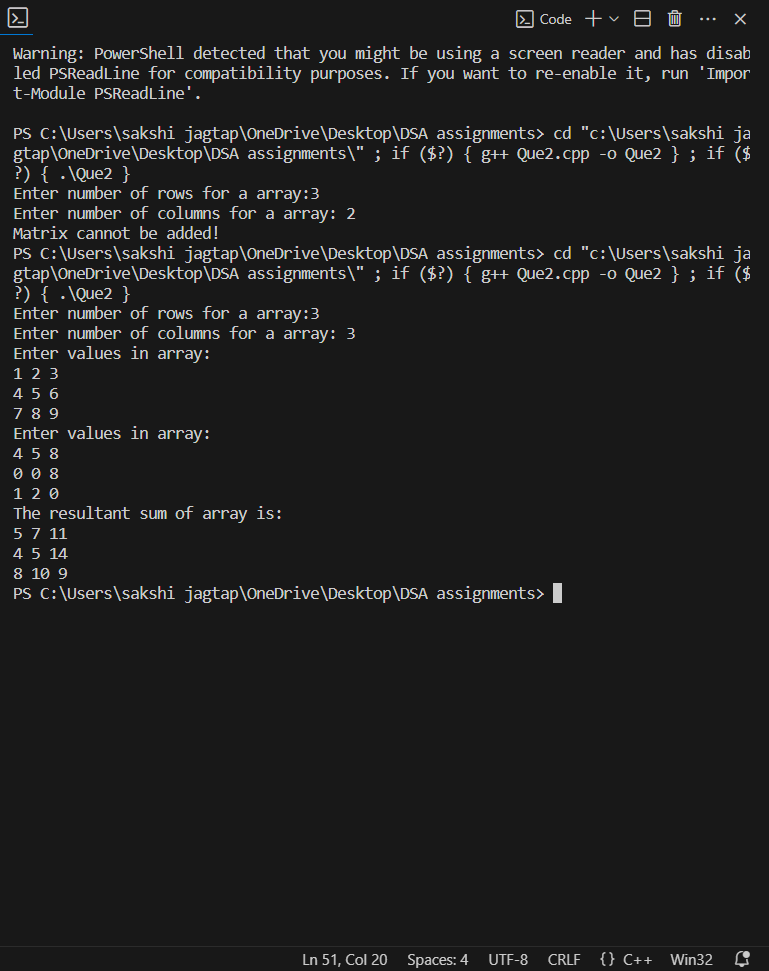 Code
Warning: PowerShell detected that you might be using a screen reader and has disab
led PSReadLine for compatibility purposes. If you want to re-enable it, run 'Impor
t-Module PSReadLine'.
PS C:\Users\sakshi jagtap\OneDrive\Desktop\DSA assignments> cd "c:\Users\sakshi ja
gtap\OneDrive\Desktop\DSA assignments\" ; if ($?) { g++ Que2.cpp -o Que2 } ; if ($
?) { .\Que2 }
Enter number of rows for a array:3
Enter number of columns for a array: 2
Matrix cannot be added!
PS C:\Users\sakshi jagtap\OneDrive\Desktop\DSA assignments> cd "c:\Users\sakshi ja
gtap\OneDrive\Desktop\DSA assignments\" ; if ($?) { g++ Que2.cpp -o Que2 } ; if ($
?) { .\Que2 }
Enter number of rows for a array:3
Enter number of columns for a array: 3
Enter values in array:
1 2 3
4 5 6
7 8 9
Enter values in array:
4 5 8
0 0 8
1 2 0
The resultant sum of array is:
5 7 11
4 5 14
8 10 9
PS C:\Users\sakshi jagtap\OneDrive\Desktop\DSA assignments>
Ln 51, Col 20 Spaces: 4 UTF-8 CRLF {} C++ Win32